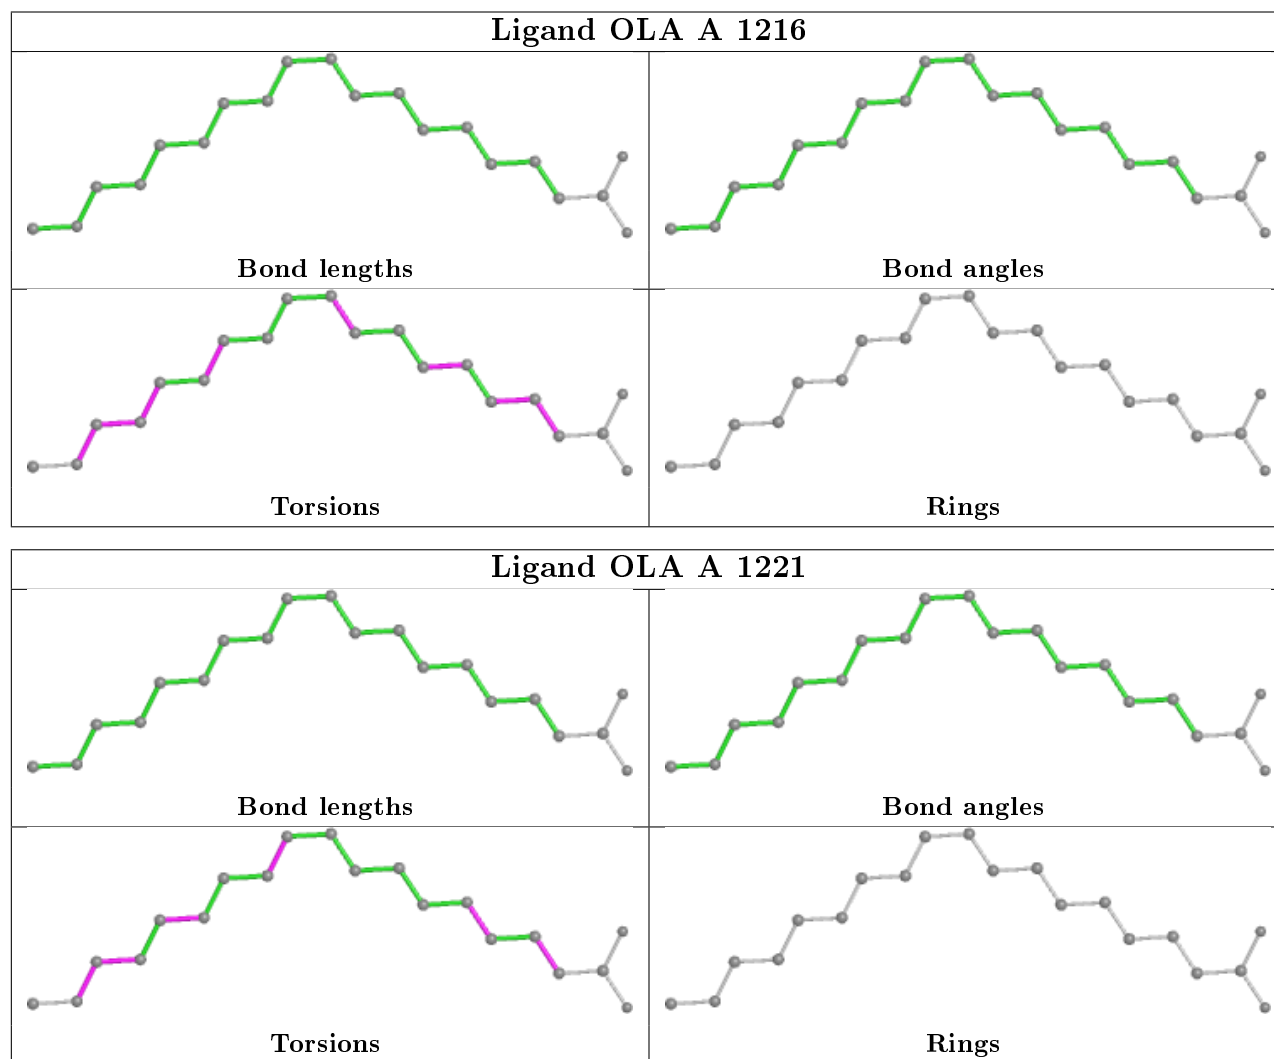 Ligand OLA A 1216
Bond lengths
Bond angles
Torsions
Rings
Ligand OLA A 1221
Bond lengths
Bond angles
Torsions
Rings